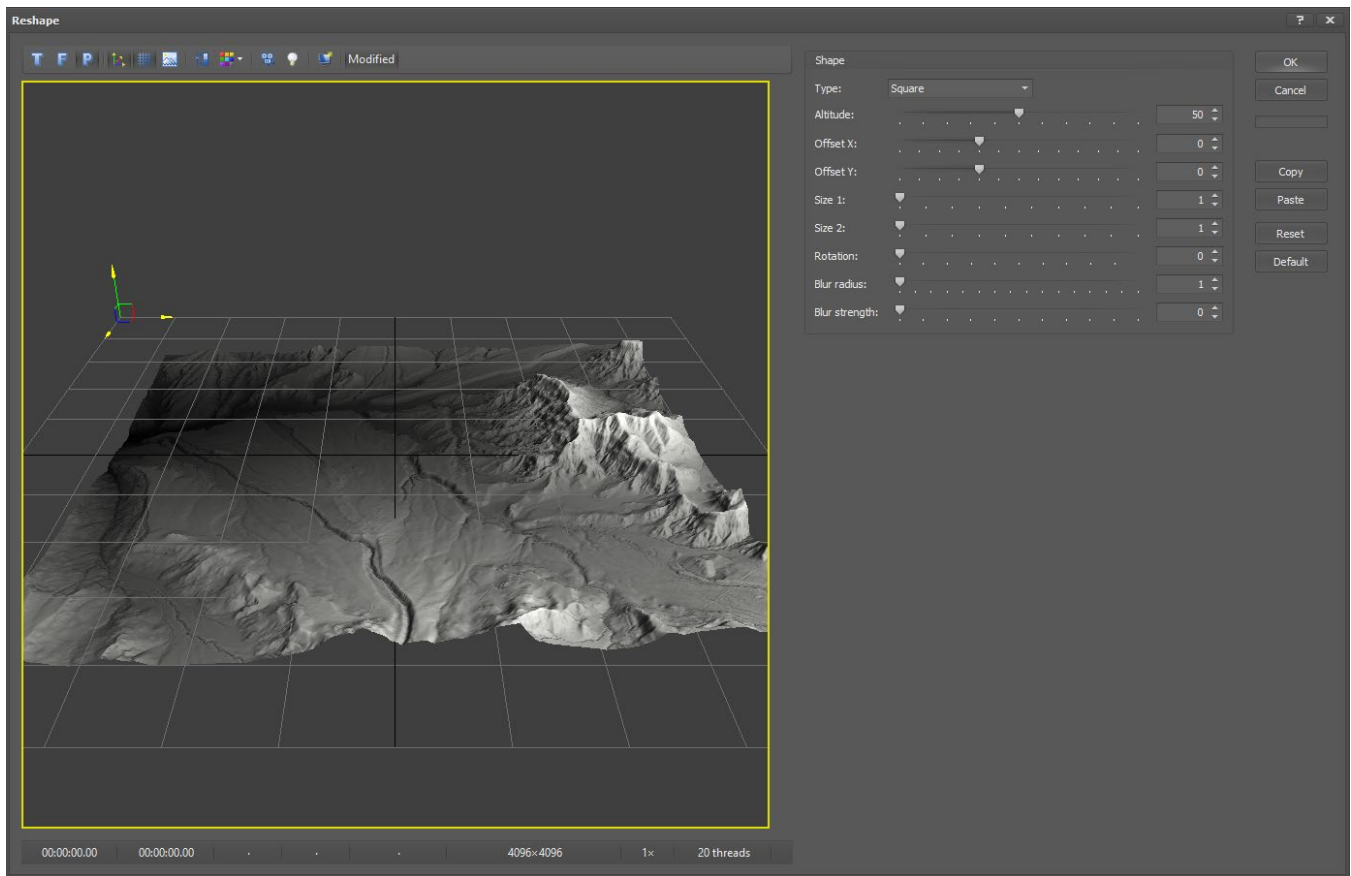 Reshape
? ×
T F P Modified
Shape
OK
Type: Square
Cancel
Altitude: 50
Offset X: 0
Offset Y: 0
Copy
Size 1: 1
Paste
Size 2: 1
Reset
Rotation: 0
Default
Blur radius: 1
Blur strength: 0
00:00:00.00 00:00:00.00 . . . 4096×4096 1× 20 threads